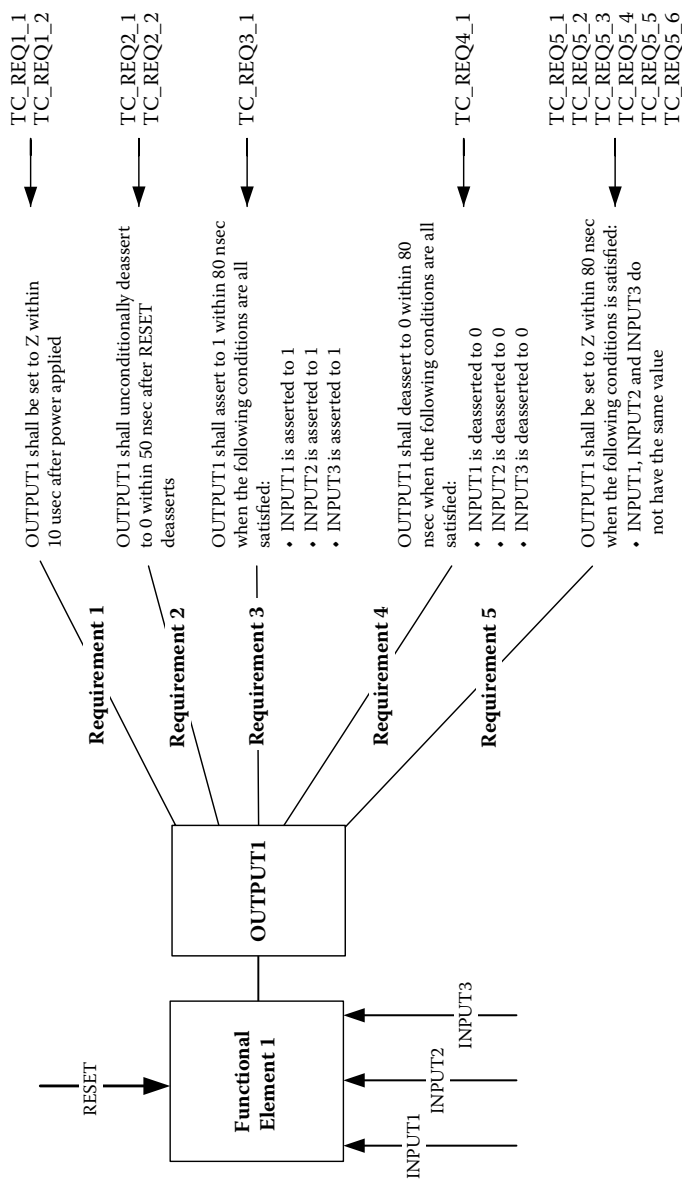 RESET
Functional
Element 1
INPUT1
INPUT2
INPUT3
OUTPUT1
Requirement 1
OUTPUT1 shall be set to Z within
10 usec after power applied
TC_REQ1_1
TC_REQ1_2
Requirement 2
OUTPUT1 shall unconditionally deassert
to 0 within 50 nsec after RESET
deasserts
TC_REQ2_1
TC_REQ2_2
Requirement 3
OUTPUT1 shall assert to 1 within 80 nsec
when the following conditions are all
satisfied:
• INPUT1 is asserted to 1
• INPUT2 is asserted to 1
• INPUT3 is asserted to 1
TC_REQ3_1
Requirement 4
OUTPUT1 shall deassert to 0 within 80
nsec when the following conditions are all
satisfied:
• INPUT1 is deasserted to 0
• INPUT2 is deasserted to 0
• INPUT3 is deasserted to 0
TC_REQ4_1
Requirement 5
OUTPUT1 shall be set to Z within 80 nsec
when the following conditions is satisfied:
• INPUT1, INPUT2 and INPUT3 do
not have the same value
TC_REQ5_1
TC_REQ5_2
TC_REQ5_3
TC_REQ5_4
TC_REQ5_5
TC_REQ5_6